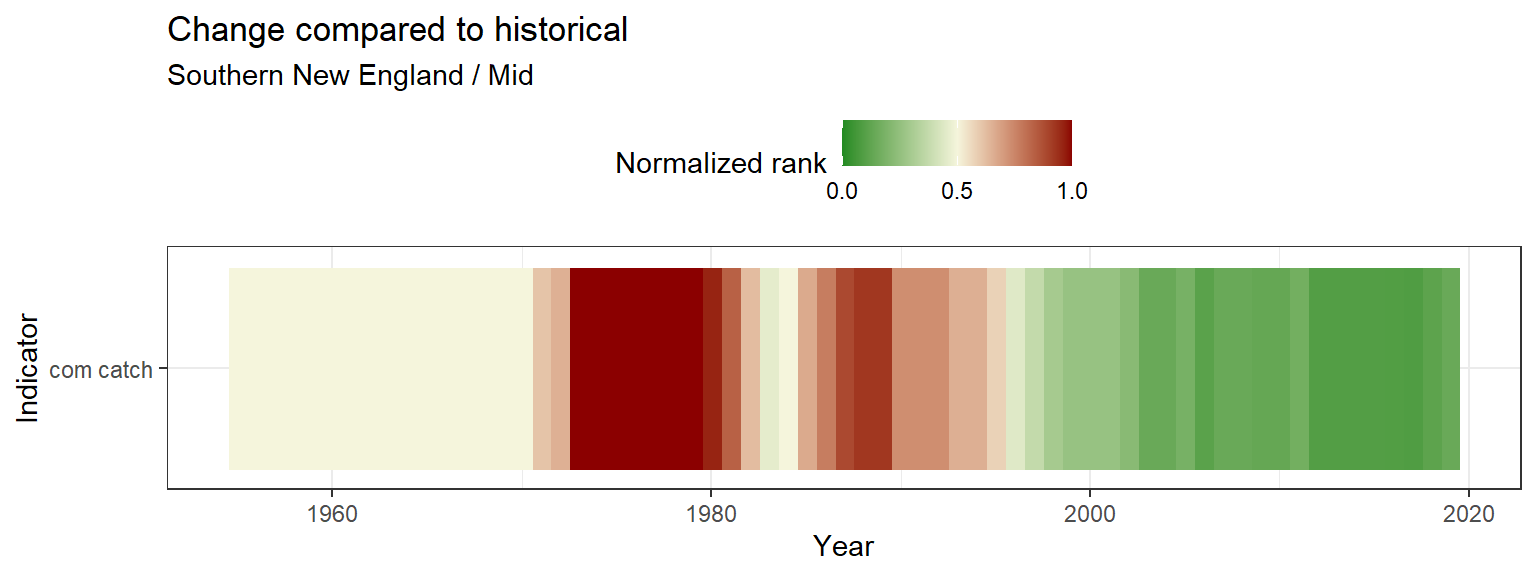 Change compared to historical
Southern New England / Mid
Normalized rank
0.0 0.5 1.0
Indicator
com catch
1960 1980 2000 2020
Year